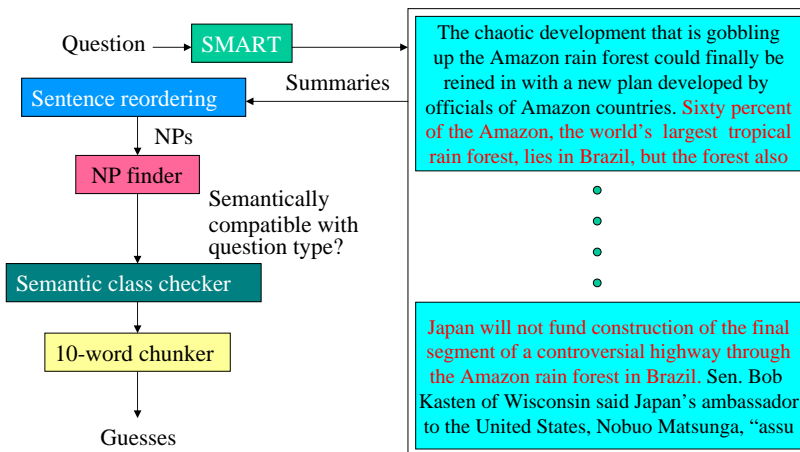 Question
SMART
Summaries
Sentence reordering
NPs
NP finder
Semantically
compatible with
question type?
Semantic class checker
10-word chunker
Guesses
The chaotic development that is gobbling
up the Amazon rain forest could finally be
reined in with a new plan developed by
officials of Amazon countries. Sixty percent
of the Amazon, the world’s largest tropical
rain forest, lies in Brazil, but the forest also
Japan will not fund construction of the final
segment of a controversial highway through
the Amazon rain forest in Brazil. Sen. Bob
Kasten of Wisconsin said Japan’s ambassador
to the United States, Nobuo Matsunga, “assu